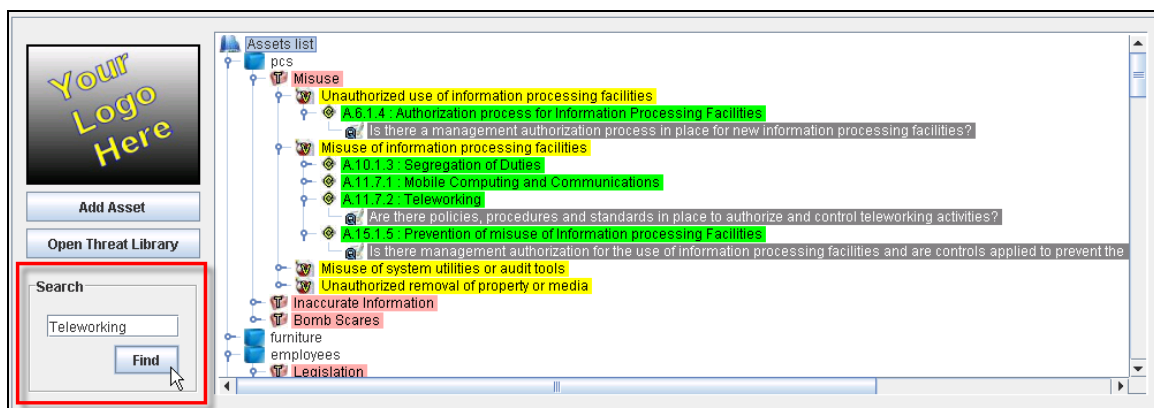 Your
Logo
Here
Add Asset
Open Threat Library
Search
Teleworking
Find
Assets list
pcs
Misuse
Unauthorized use of information processing facilities
A.6.1.4 : Authorization process for Information Processing Facilities
Is there a management authorization process in place for new information processing facilities?
Misuse of information processing facilities
A.10.1.3 : Segregation of Duties
A.11.7.1 : Mobile Computing and Communications
A.11.7.2 : Teleworking
Are there policies, procedures and standards in place to authorize and control teleworking activities?
A.15.1.5 : Prevention of misuse of Information processing Facilities
Is there management authorization for the use of information processing facilities and are controls applied to prevent the
Misuse of system utilities or audit tools
Unauthorized removal of property or media
Inaccurate Information
Bomb Scares
furniture
employees
Legislation